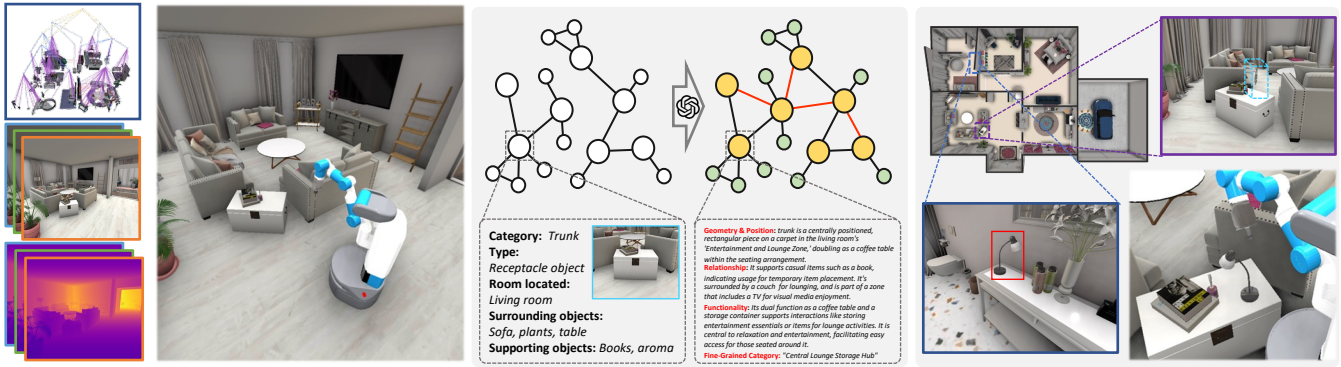 Category: Trunk
Type:
Receptacle object
Room located:
Living room
Surrounding objects:
Sofa, plants, table
Supporting objects: Books, aroma
Geometry & Position: trunk is a centrally positioned,
rectangular piece on a carpet in the living room's
'Entertainment and Lounge Zone,' doubling as a coffee table
within the seating arrangement.
Relationship: It supports casual items such as a book,
indicating usage for temporary item placement. It's
surrounded by a couch for lounging, and is part of a zone
that includes a TV for visual media enjoyment.
Functionality: Its dual function as a coffee table and a
storage container supports interactions like storing
entertainment essentials or items for lounge activities. It is
central to relaxation and entertainment, facilitating easy
access for those seated around it.
Fine-Grained Category: "Central Lounge Storage Hub"